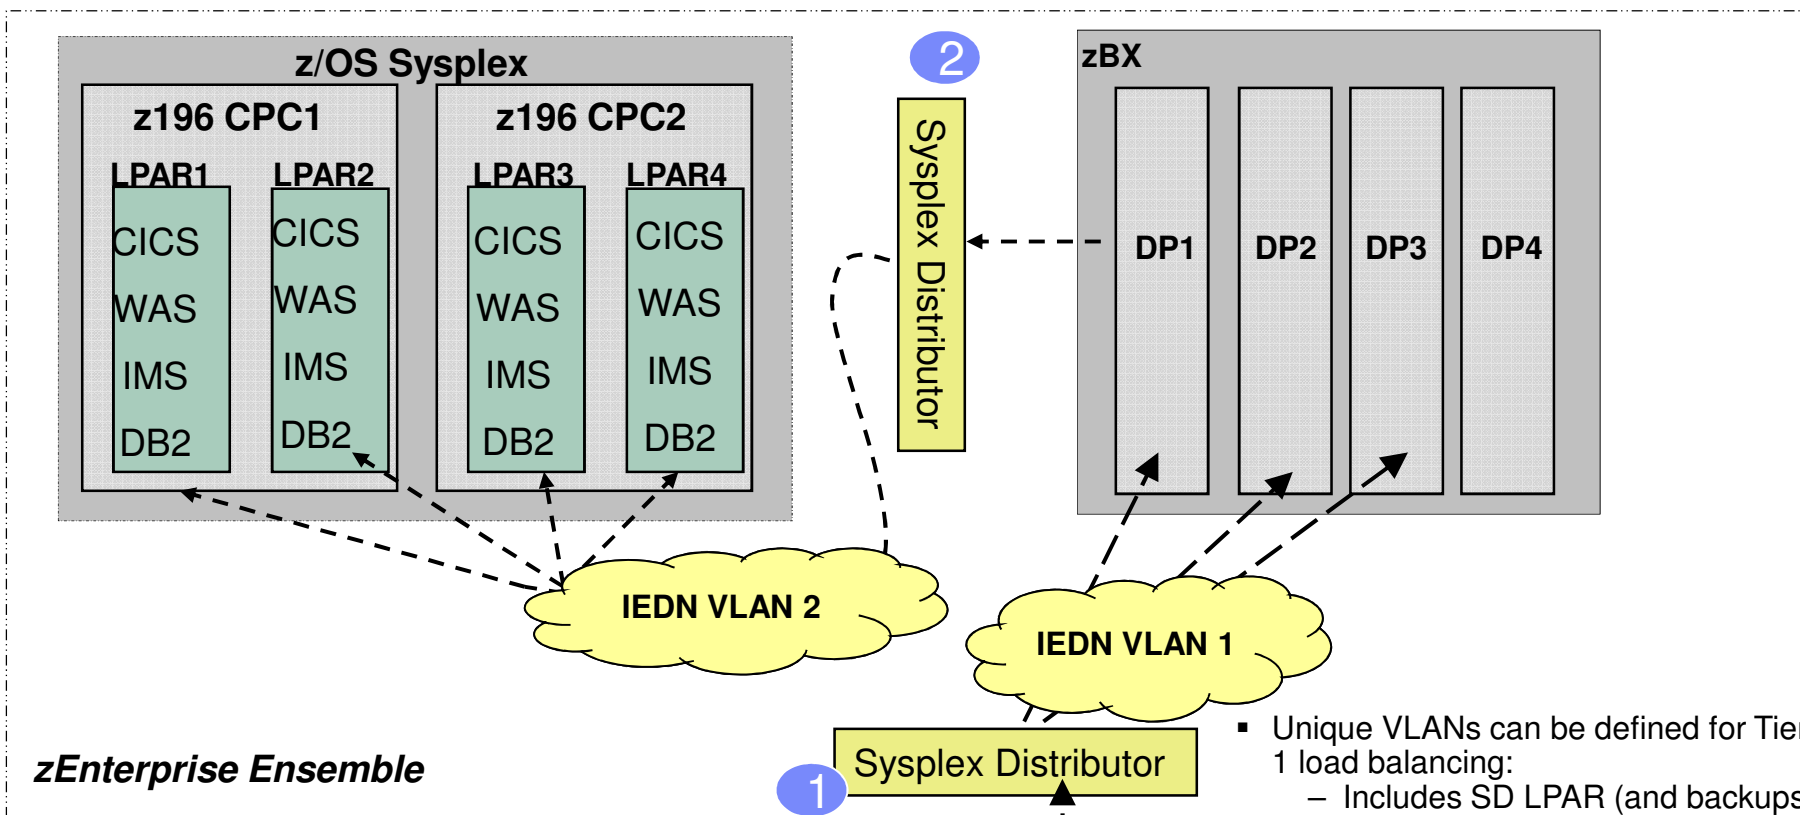 z/OS Sysplex
z196 CPC1
z196 CPC2
LPAR1
LPAR2
LPAR3
LPAR4
CICS
WAS
IMS
DB2
CICS
WAS
IMS
DB2
CICS
WAS
IMS
DB2
CICS
WAS
IMS
DB2
2
Sysplex Distributor
zBX
DP1
DP2
DP3
DP4
IEDN VLAN 2
IEDN VLAN 1
zEnterprise Ensemble
Sysplex Distributor
1
▪ Unique VLANs can be defined for Tier
1 load balancing:
– Includes SD LPAR (and backups